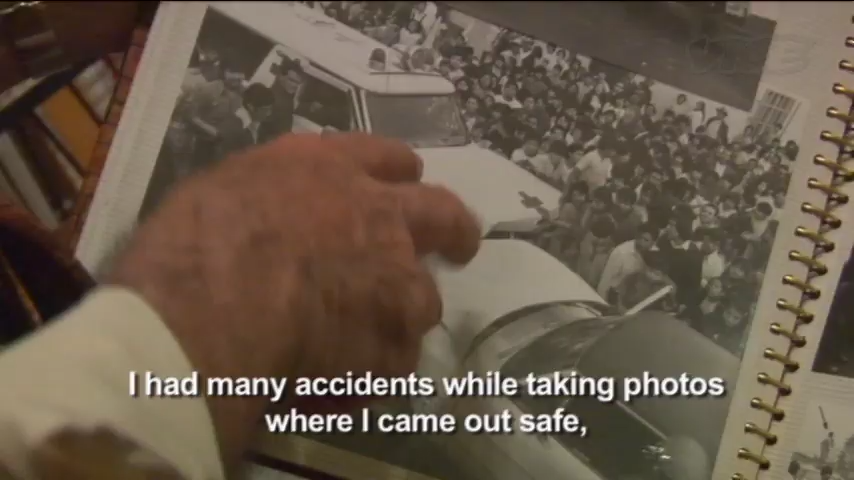 I had many accidents while taking photos
where I came out safe,